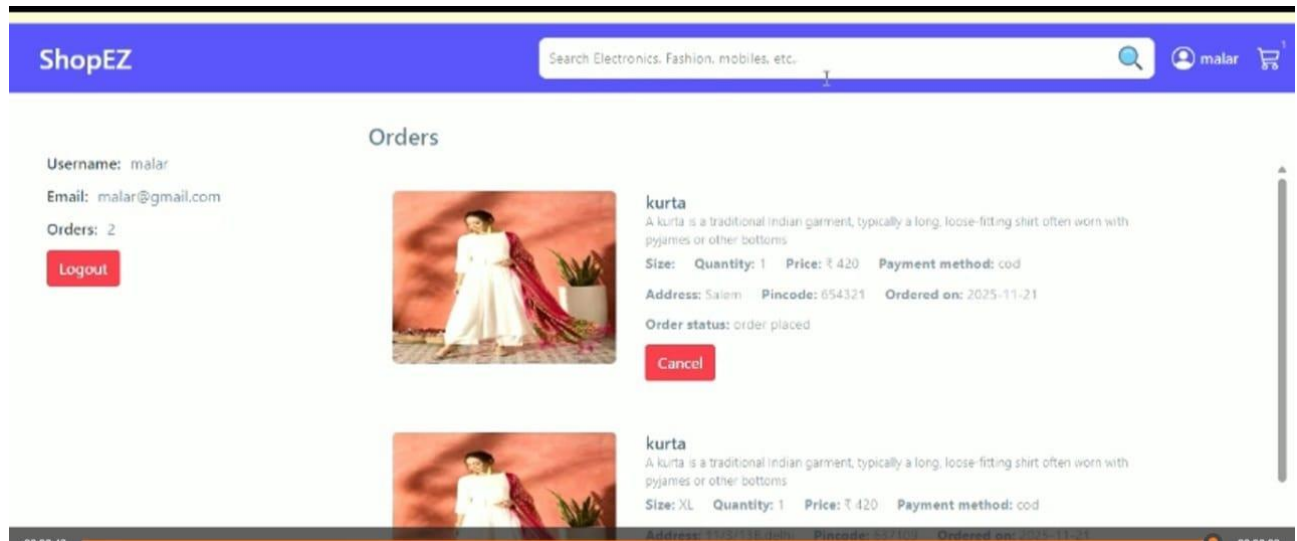 ShopEZ
Search Electronics, Fashion, mobiles, etc.,
malar
1
Orders
Username: malar
Email: malar@gmail.com
Orders: 2
Logout
kurta
A kurta is a traditional Indian garment, typically a long, loose-fitting shirt often worn with
pyjames or other bottoms
Size: Quantity: 1 Price: ₹ 420 Payment method: cod
Address: Salem Pincode: 654321 Ordered on: 2025-11-21
Order status: order placed
Cancel
kurta
A kurta is a traditional Indian garment, typically a long, loose-fitting shirt often worn with
pyjames or other bottoms
Size: XL Quantity: 1 Price: ₹ 420 Payment method: cod
Address: Pincode: Ordered on: 2025-11-21